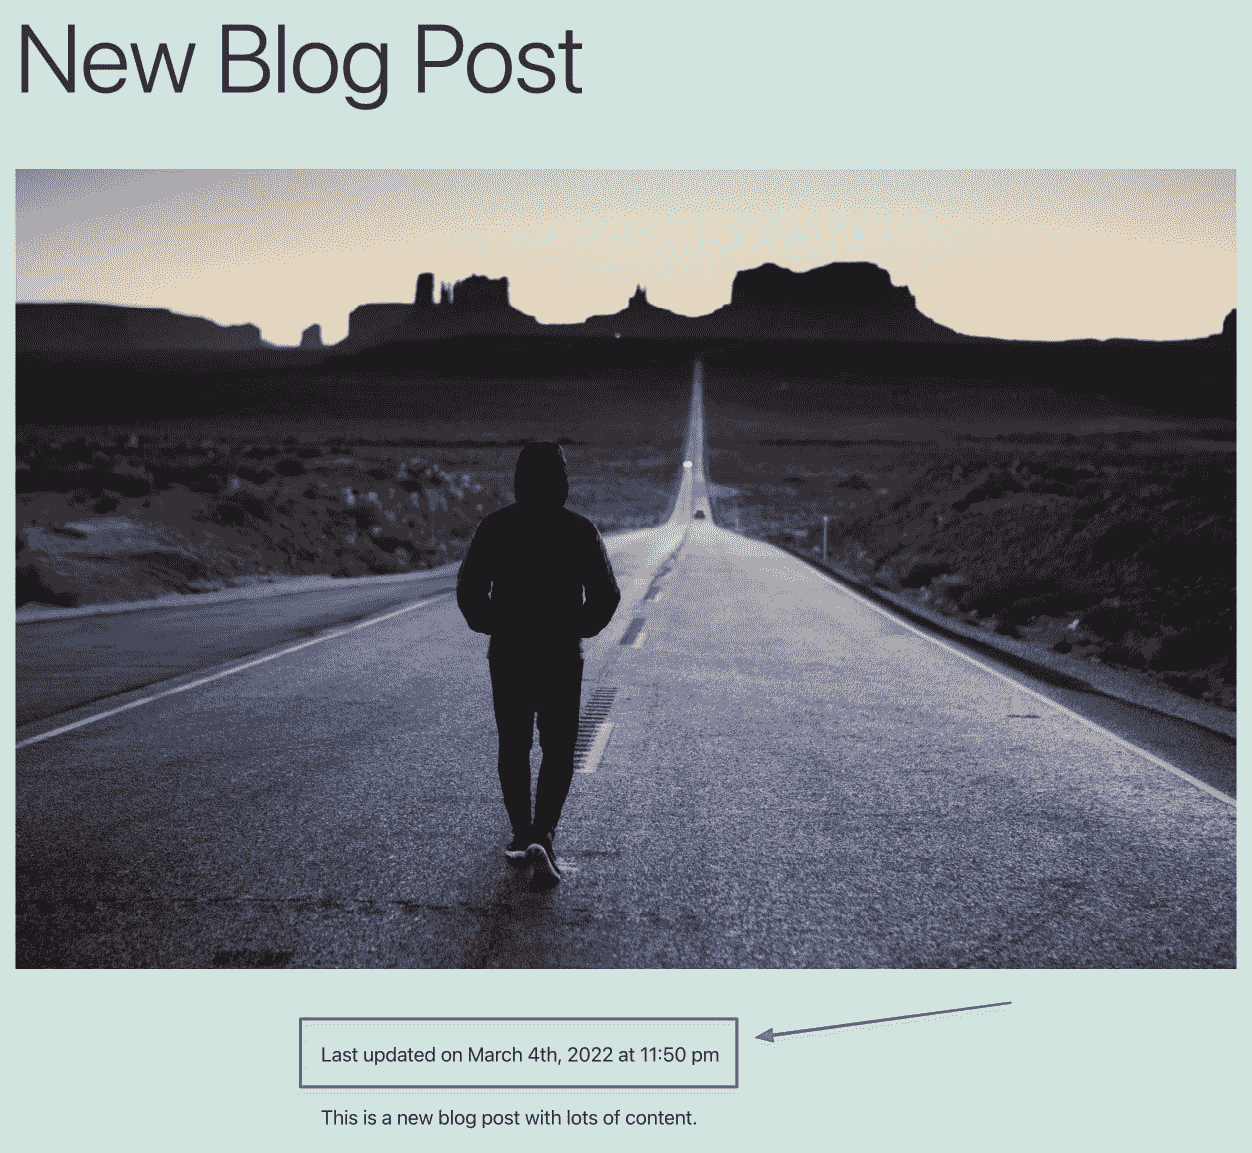 New Blog Post
Last updated on March 4th, 2022 at 11:50 pm
This is a new blog post with lots of content.